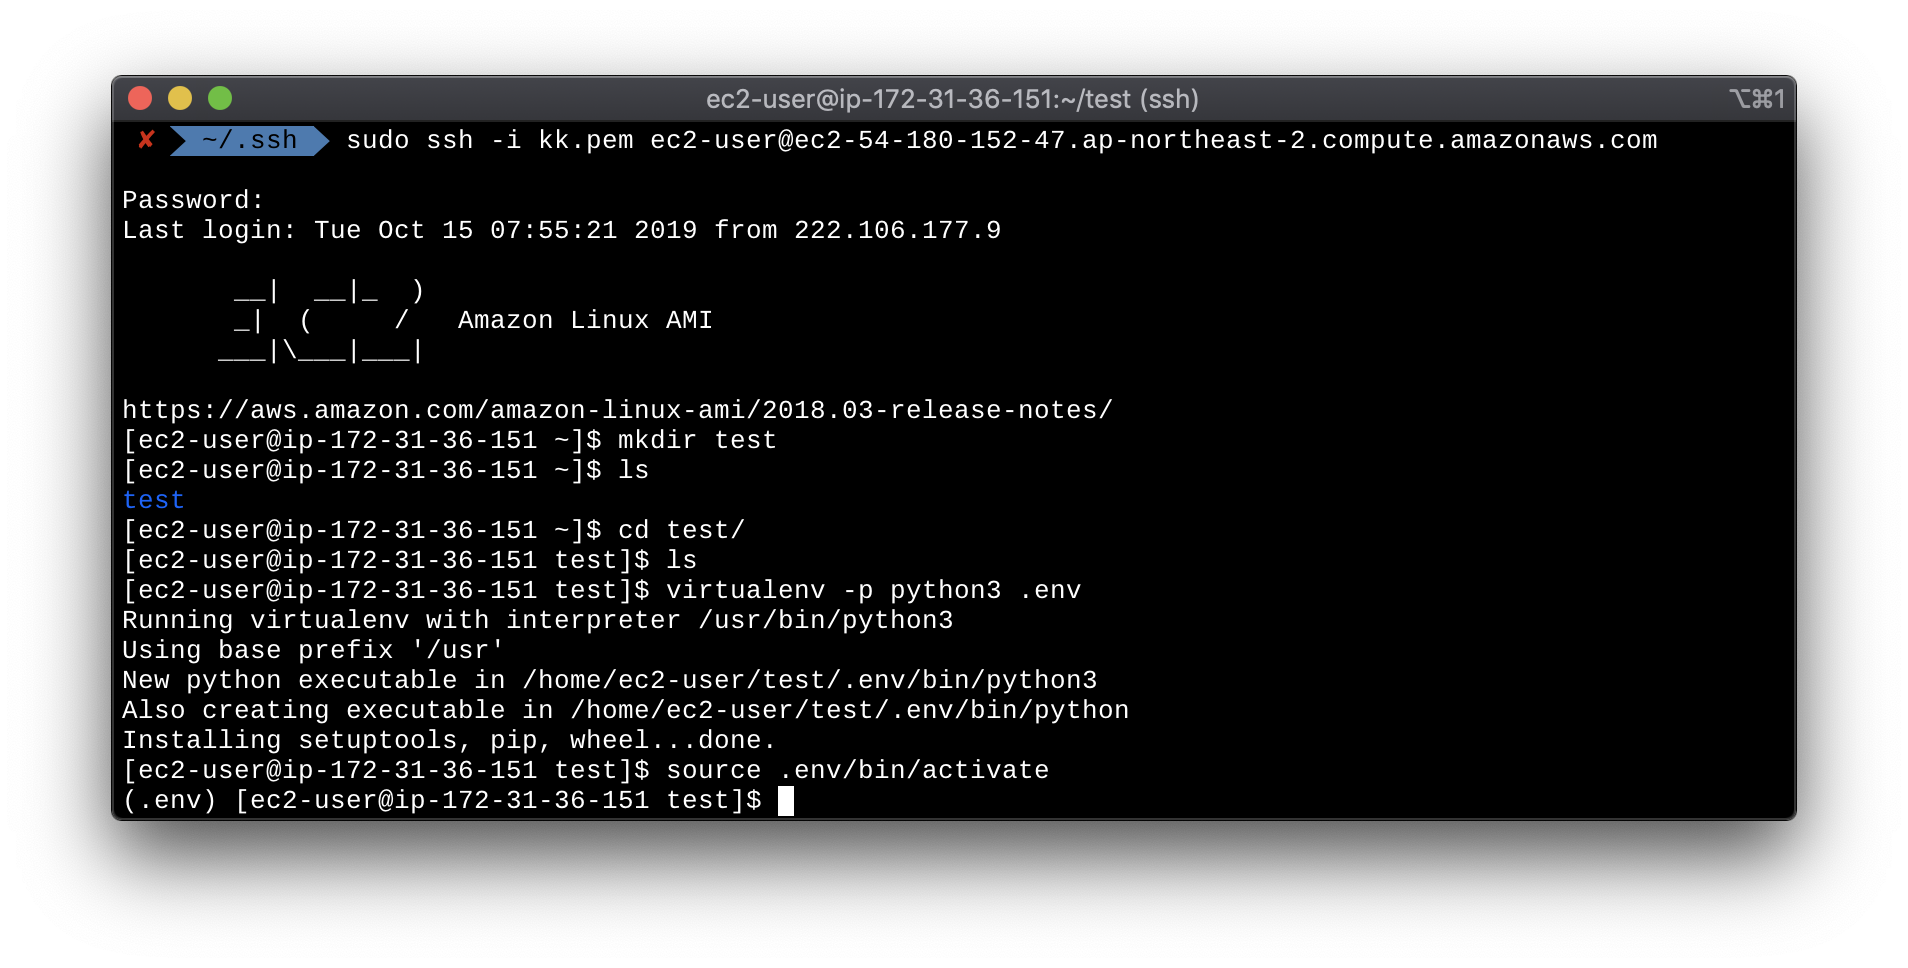 ec2-user@ip-172-31-36-151:~/test (ssh)
⌥⌘1
✘ ~/.ssh sudo ssh -i kk.pem ec2-user@ec2-54-180-152-47.ap-northeast-2.compute.amazonaws.com
Password:
Last login: Tue Oct 15 07:55:21 2019 from 222.106.177.9
       __|  __|_  )
       _|  (     /   Amazon Linux AMI
      ___|\___|___|
https://aws.amazon.com/amazon-linux-ami/2018.03-release-notes/
[ec2-user@ip-172-31-36-151 ~]$ mkdir test
[ec2-user@ip-172-31-36-151 ~]$ ls
test
[ec2-user@ip-172-31-36-151 ~]$ cd test/
[ec2-user@ip-172-31-36-151 test]$ ls
[ec2-user@ip-172-31-36-151 test]$ virtualenv -p python3 .env
Running virtualenv with interpreter /usr/bin/python3
Using base prefix '/usr'
New python executable in /home/ec2-user/test/.env/bin/python3
Also creating executable in /home/ec2-user/test/.env/bin/python
Installing setuptools, pip, wheel...done.
[ec2-user@ip-172-31-36-151 test]$ source .env/bin/activate
(.env) [ec2-user@ip-172-31-36-151 test]$